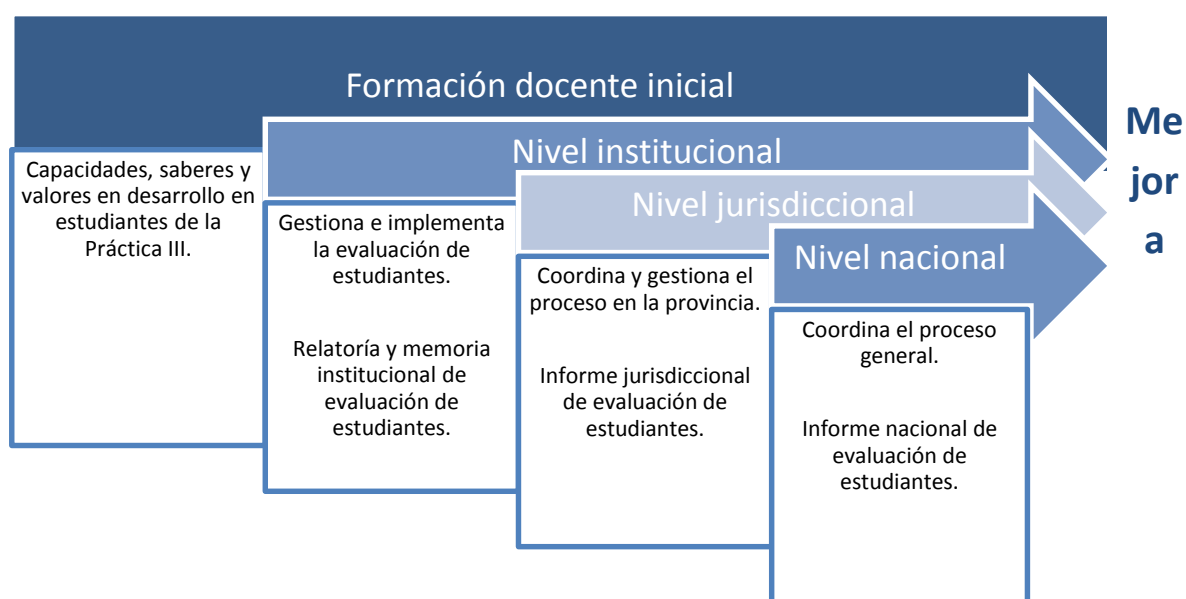 Formación docente inicial
Capacidades, saberes y
valores en desarrollo en
estudiantes de la
Práctica III.
Nivel institucional
Gestiona e implementa
la evaluación de
estudiantes.
Relatoría y memoria
institucional de
evaluación de
estudiantes.
Nivel jurisdiccional
Coordina y gestiona el
proceso en la provincia.
Informe jurisdiccional
de evaluación de
estudiantes.
Nivel nacional
Coordina el proceso
general.
Informe nacional de
evaluación de
estudiantes.
Me
jor
a